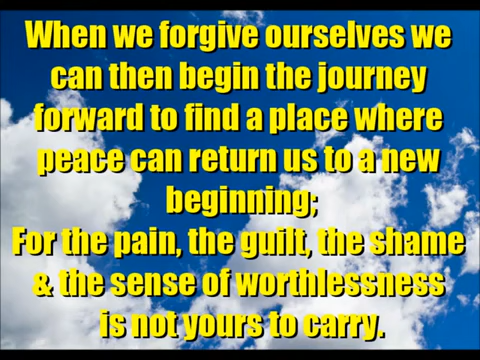 When we forgive ourselves we
can then begin the journey
forward to find a place where
peace can return us to a new
beginning;
For the pain, the guilt, the shame
& the sense of worthlessness
is not yours to carry.